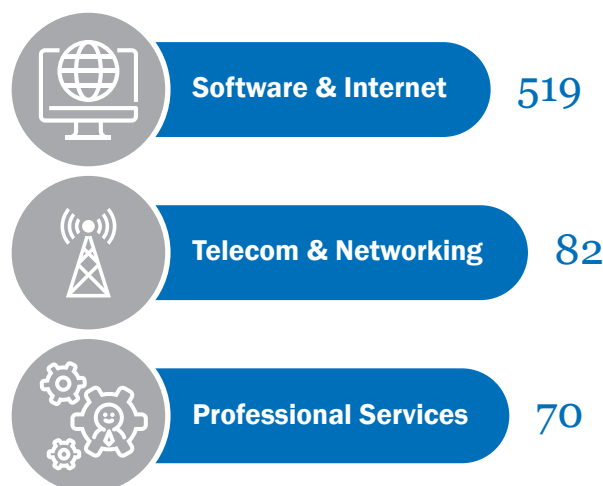 Software & Internet 519
Telecom & Networking 82
Professional Services 70